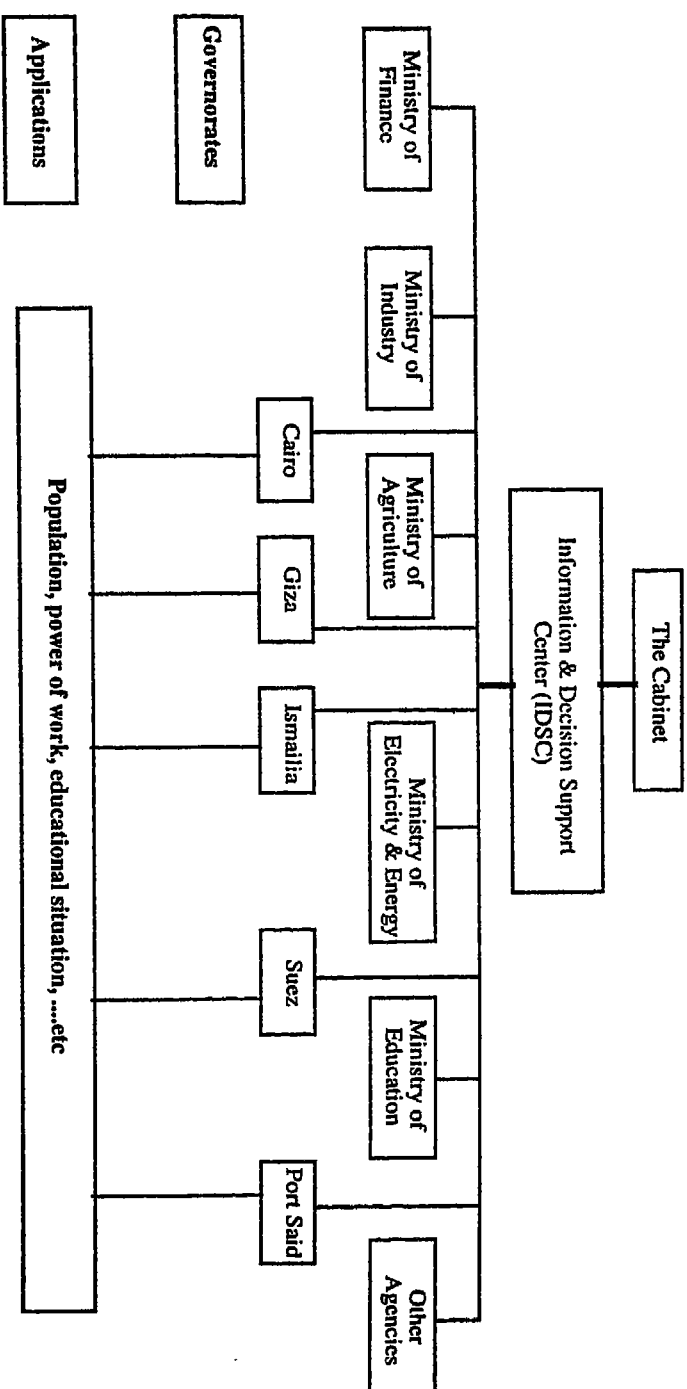 The Cabinet
Information & Decision Support
Center (IDSC)
Ministry of
Finance
Ministry of
Industry
Ministry of
Agriculture
Ministry of
Electricity & Energy
Ministry of
Education
Other
Agencies
Governorates
Cairo
Giza
Ismailia
Suez
Port Said
Applications
Population, power of work, educational situation, .....etc